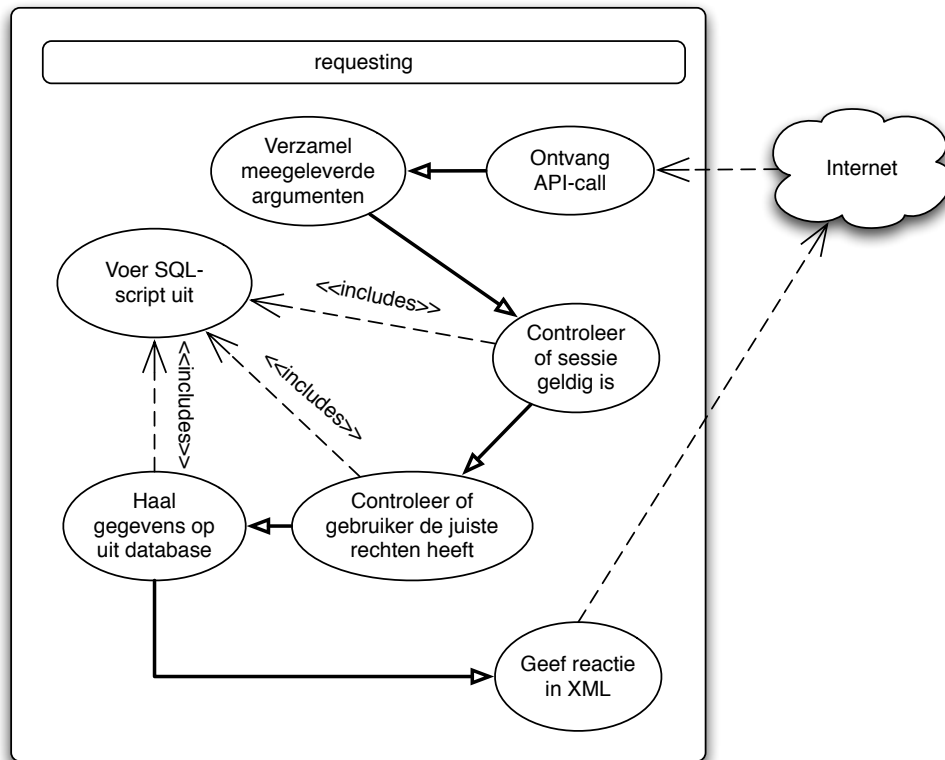 requesting
Verzamel
meegeleverde
argumenten
Ontvang
API-call
Internet
Voer SQL-
script uit
<<includes>>
Controleer
of sessie
geldig is
<<includes>>
<<includes>>
Haal
gegevens op
uit database
Controleer of
gebruiker de juiste
rechten heeft
Geef reactie
in XML